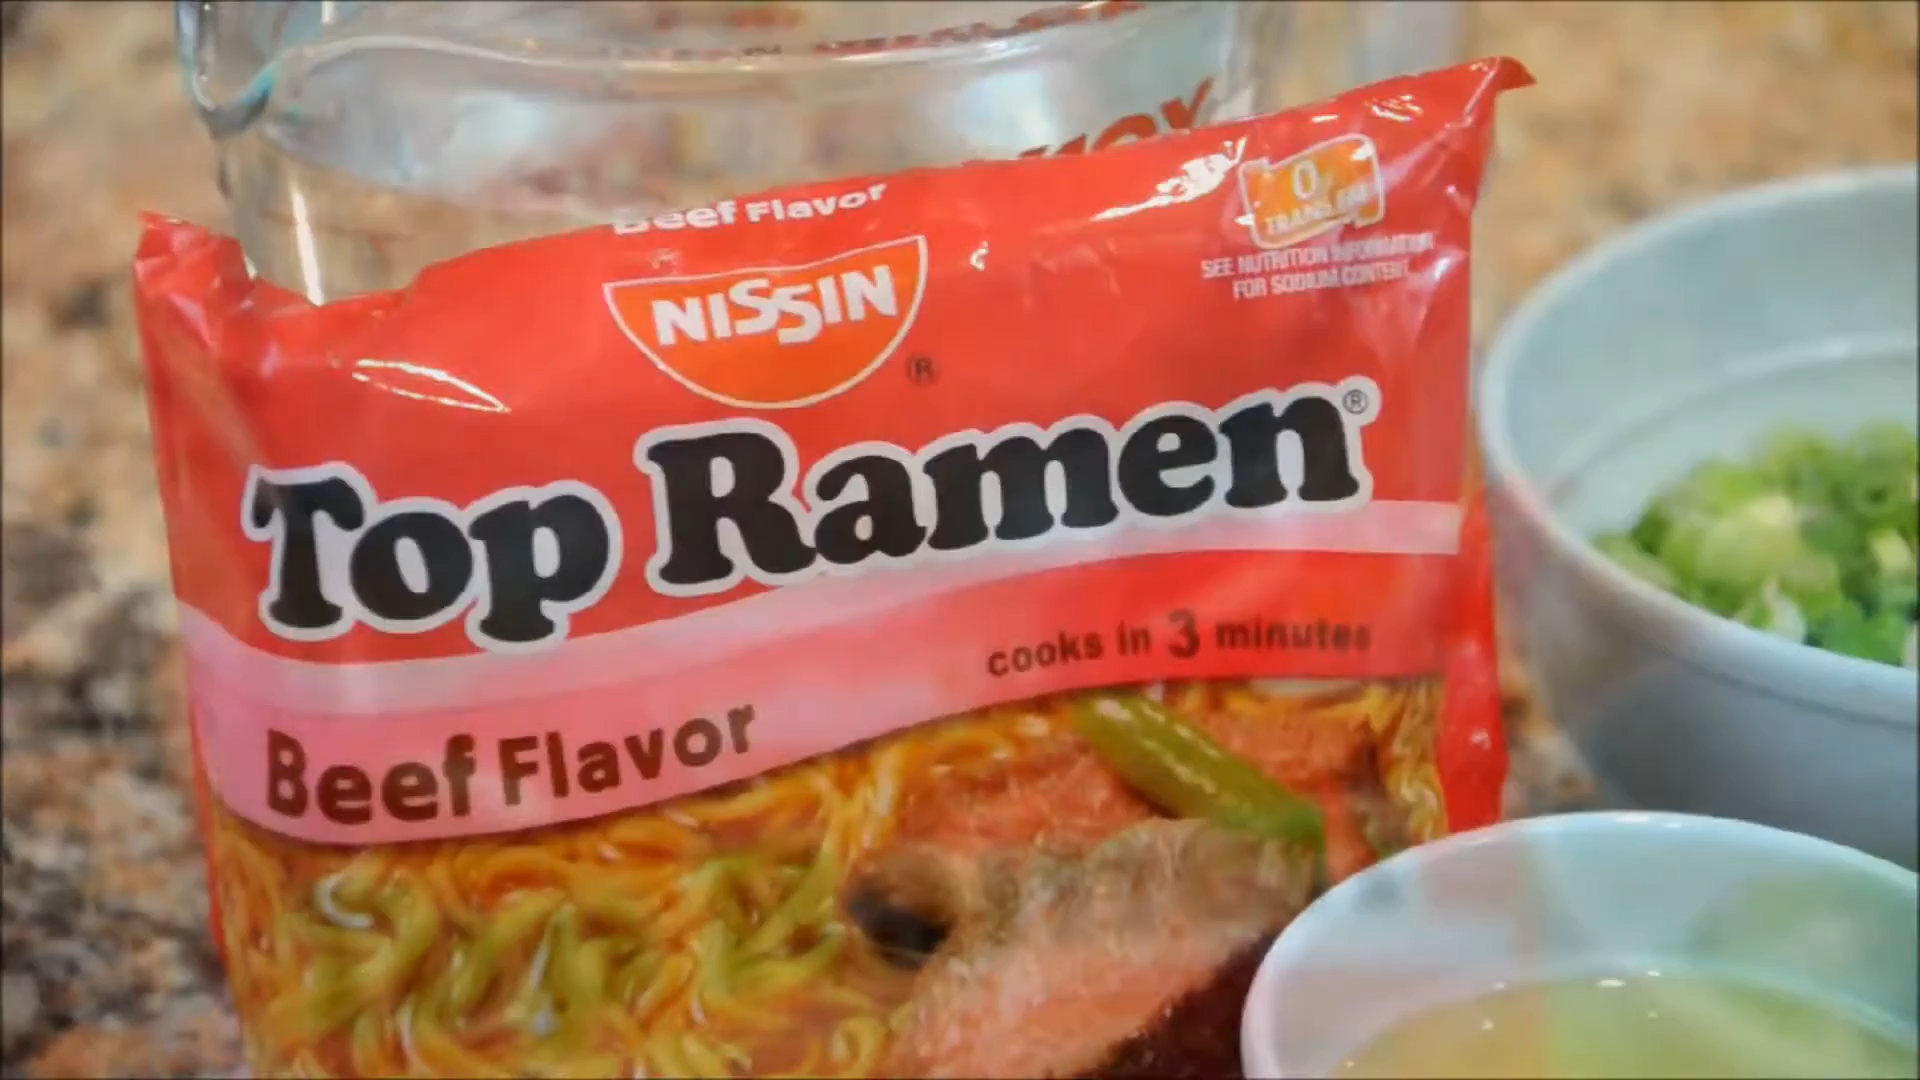 Beef Flavor
NISSIN
®
0
TRANS FAT
SEE NUTRITION INFORMATION
FOR SODIUM CONTENT
Top Ramen®
cooks in 3 minutes
Beef Flavor